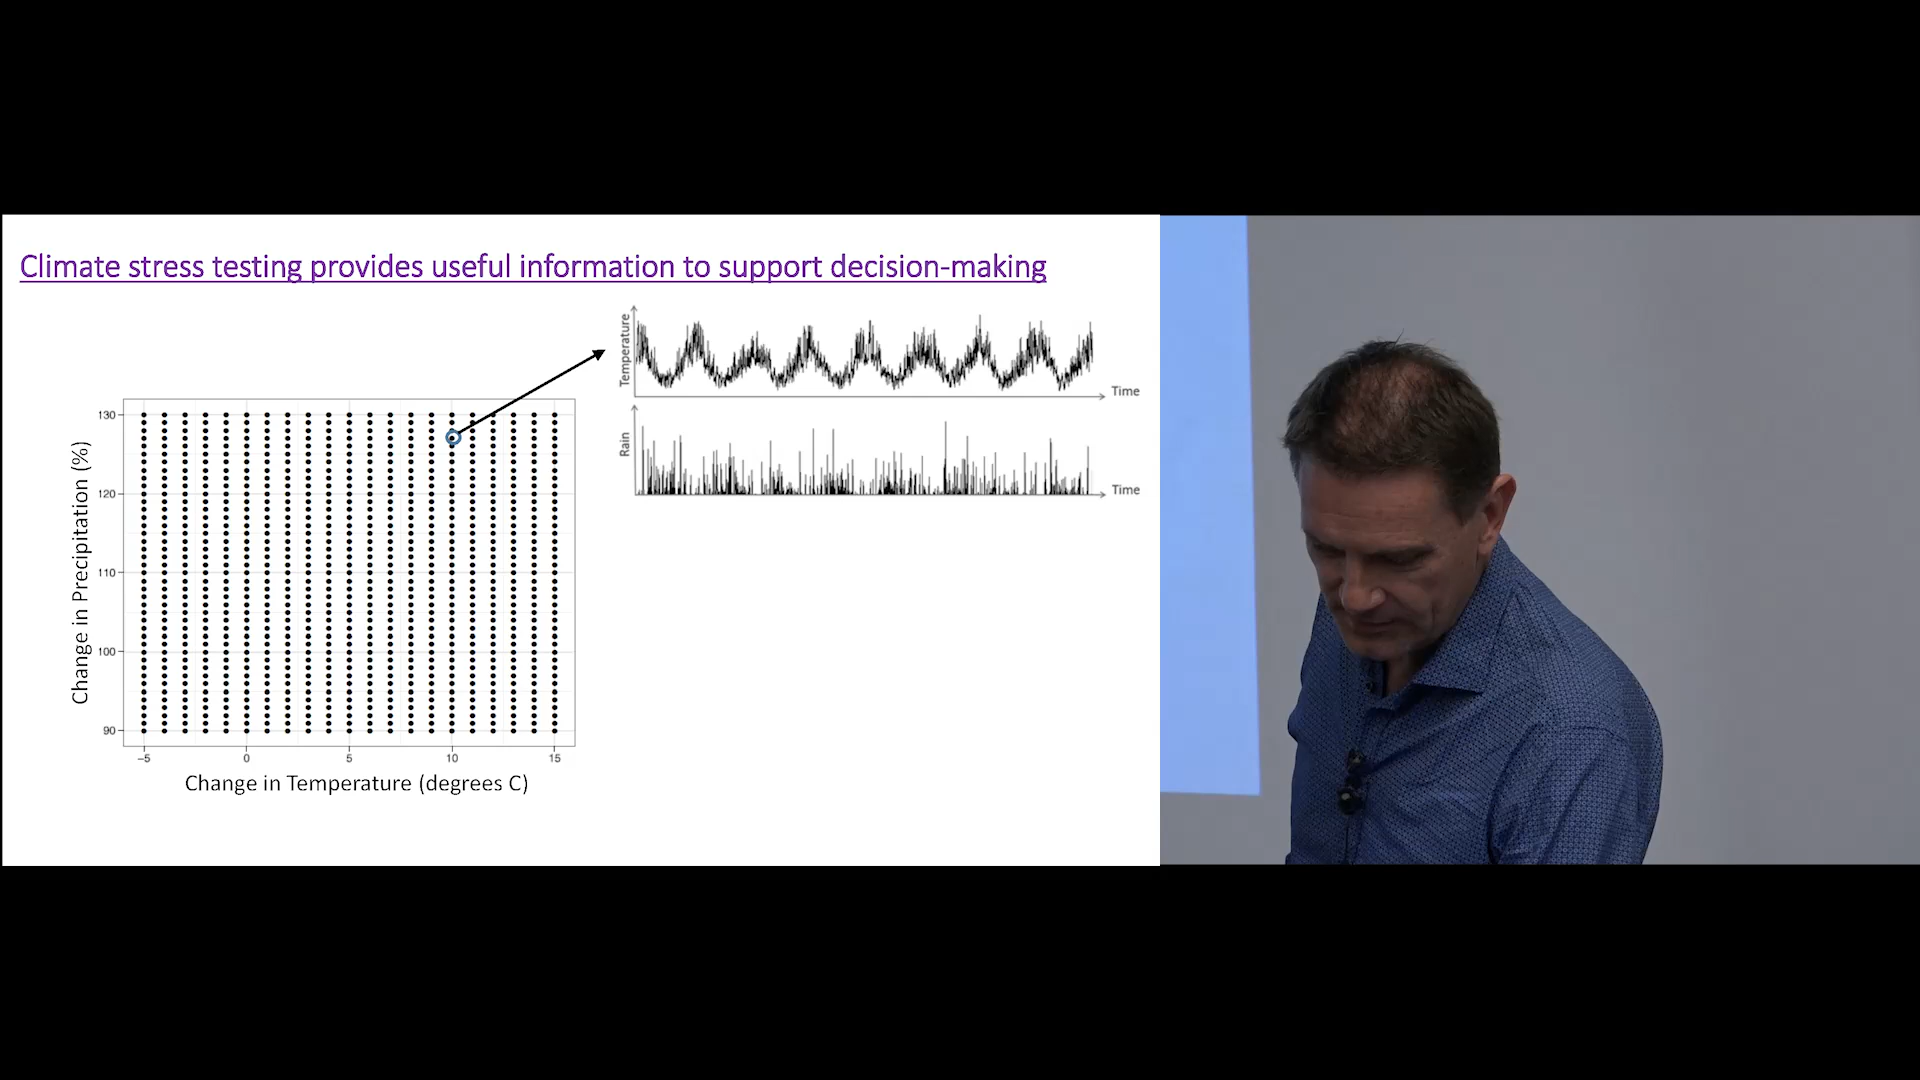 Climate stress testing provides useful information to support decision-making
Temperature
Time
Rain
Time
Change in Precipitation (%)
130
120
110
100
90
-5
0
5
10
15
Change in Temperature (degrees C)